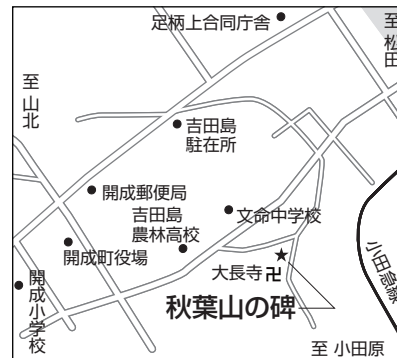 足柄上合同庁舎
至 松田
至 山北
吉田島
駐在所
開成郵便局
吉田島
農林高校
文命中学校
開成町役場
大長寺卍
開成小学校
秋葉山の碑
小田急線
至 小田原